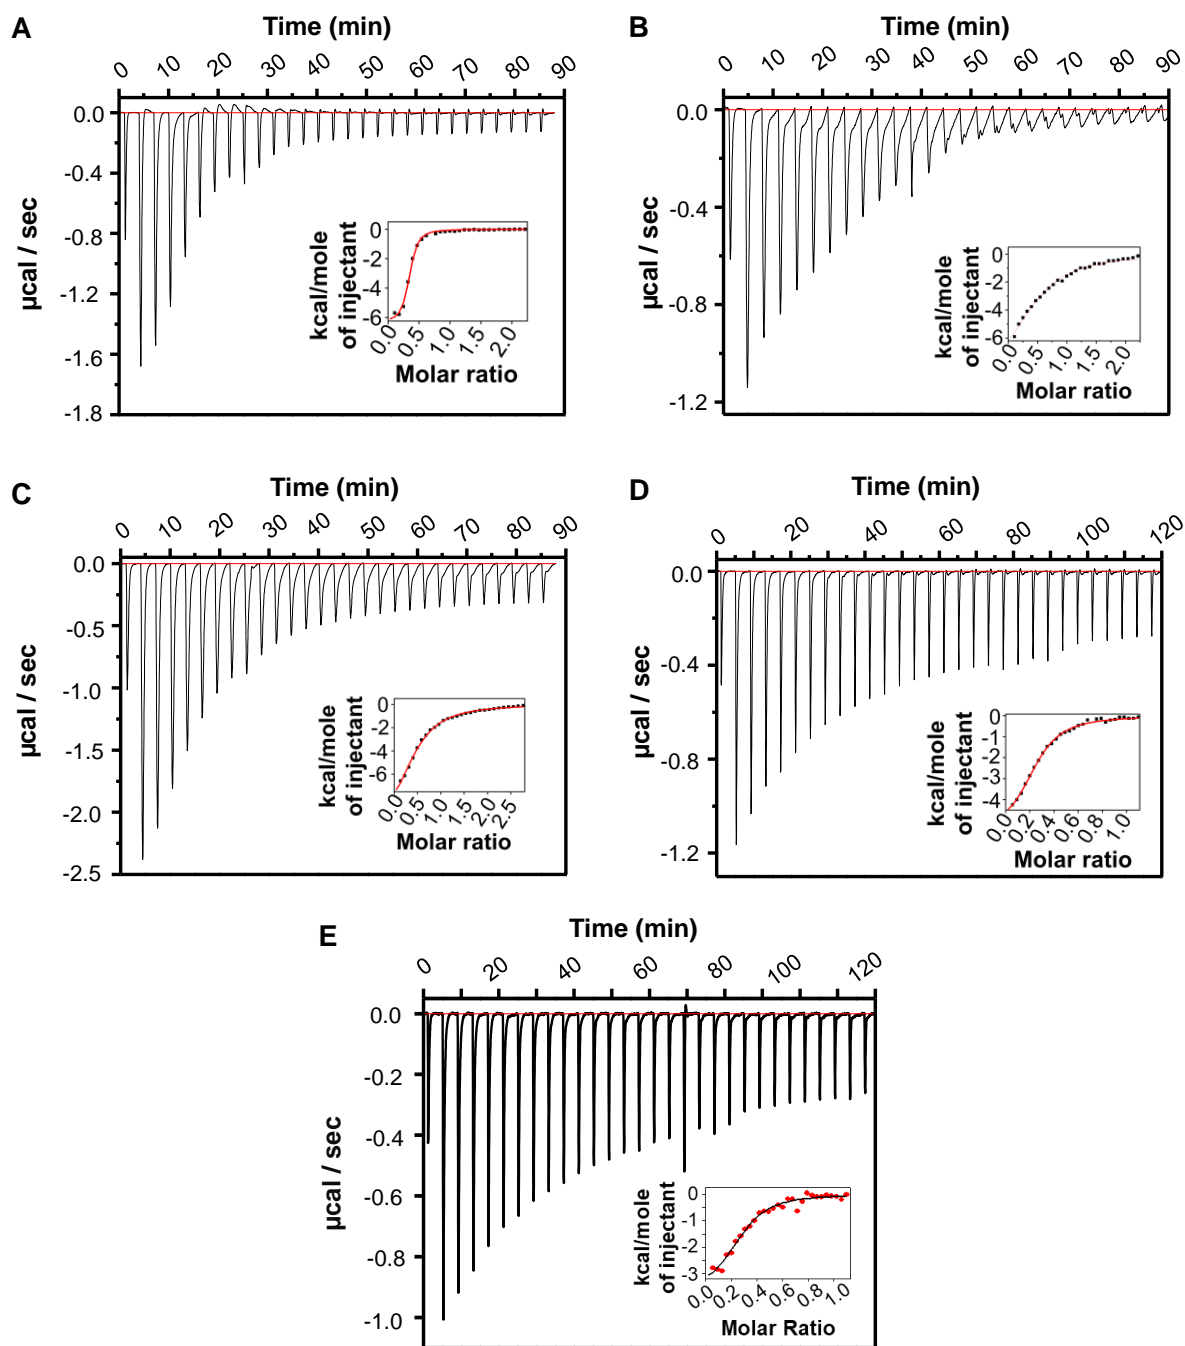 A
Time (min)
0 10 20 30 40 50 60 70 80 90
0.0
-0.4
-0.8
-1.2
-1.6
-1.8
µcal / sec
kcal/mole
of injectant
0
-2
-4
-6
0.0 0.5 1.0 1.5 2.0
Molar ratio
B
Time (min)
0 10 20 30 40 50 60 70 80 90
0.0
-0.4
-0.8
-1.2
µcal / sec
kcal/mole
of injectant
0
-2
-4
-6
0.0 0.5 1.0 1.5 2.0
Molar ratio
C
Time (min)
0 10 20 30 40 50 60 70 80 90
0.0
-0.5
-1.0
-1.5
-2.0
-2.5
µcal / sec
kcal/mole
of injectant
0
-2
-4
-6
0.0 0.5 1.0 1.5 2.0 2.5
Molar ratio
D
Time (min)
0 20 40 60 80 100 120
0.0
-0.4
-0.8
-1.2
µcal / sec
kcal/mole
of injectant
0
-1
-2
-3
-4
0.0 0.2 0.4 0.6 0.8 1.0
Molar ratio
E
Time (min)
0 20 40 60 80 100 120
0.0
-0.2
-0.4
-0.6
-0.8
-1.0
µcal / sec
kcal/mole
of injectant
0
-1
-2
-3
0.0 0.2 0.4 0.6 0.8 1.0
Molar Ratio